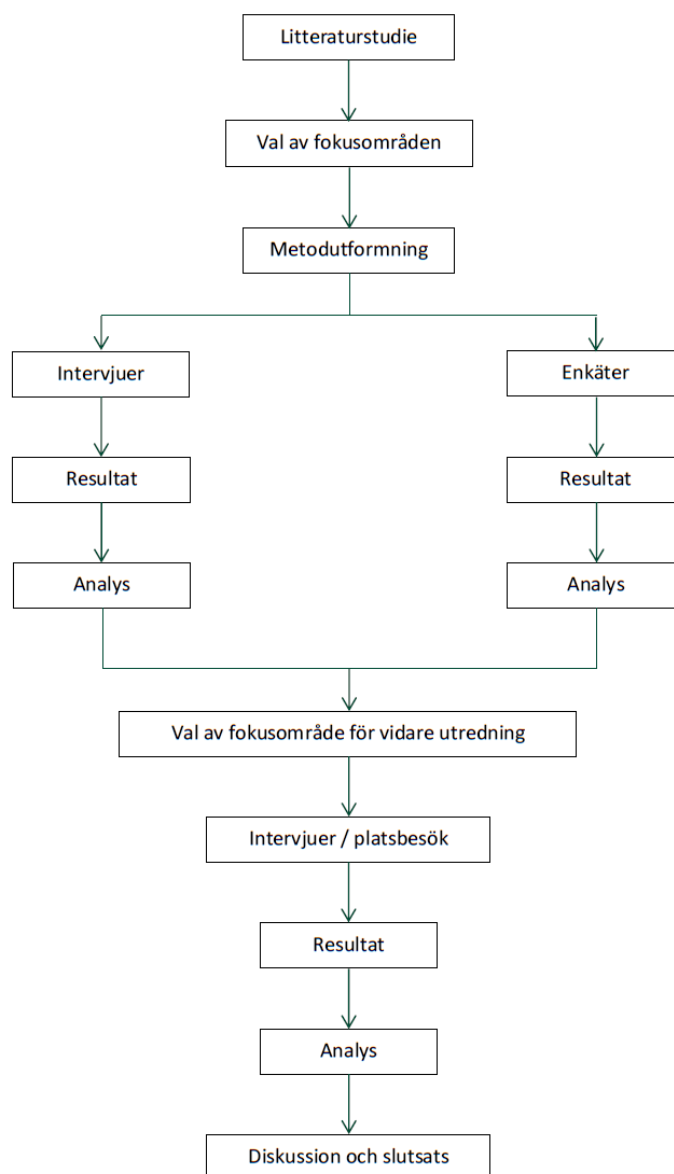 Litteraturstudie
Val av fokusområden
Metodutformning
Intervjuer
Enkäter
Resultat
Resultat
Analys
Analys
Val av fokusområde för vidare utredning
Intervjuer / platsbesök
Resultat
Analys
Diskussion och slutsats